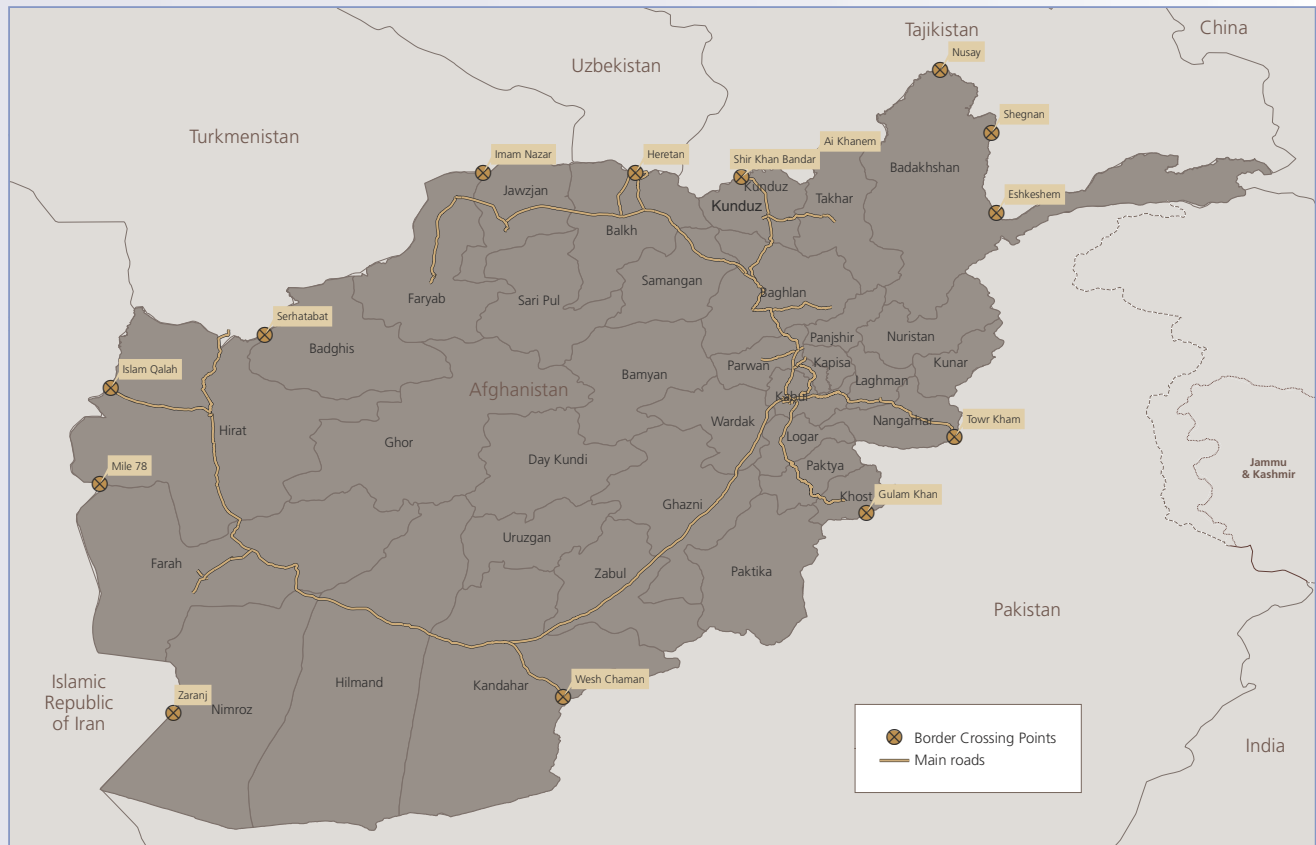 Tajikistan
China
Nusay
Uzbekistan
Shegnan
Turkmenistan
Ai Khanem
Imam Nazar
Heretan
Shir Khan Bandar
Badakhshan
Jawzjan
Kunduz
Takhar
Eshkeshem
Kunduz
Balkh
Samangan
Baghlan
Faryab
Sari Pul
Serhatabat
Badghis
Panjshir
Nuristan
Islam Qalah
Parwan
Kapisa
Kunar
Bamyan
Laghman
Afghanistan
Kabul
Towr Kham
Nangarhar
Wardak
Hirat
Ghor
Logar
Day Kundi
Paktya
Mile 78
Jammu
& Kashmir
Khost
Gulam Khan
Ghazni
Uruzgan
Farah
Zabul
Paktika
Pakistan
Islamic
Republic
of Iran
Wesh Chaman
Hilmand
Kandahar
Zaranj
Nimroz
Border Crossing Points
Main roads
India